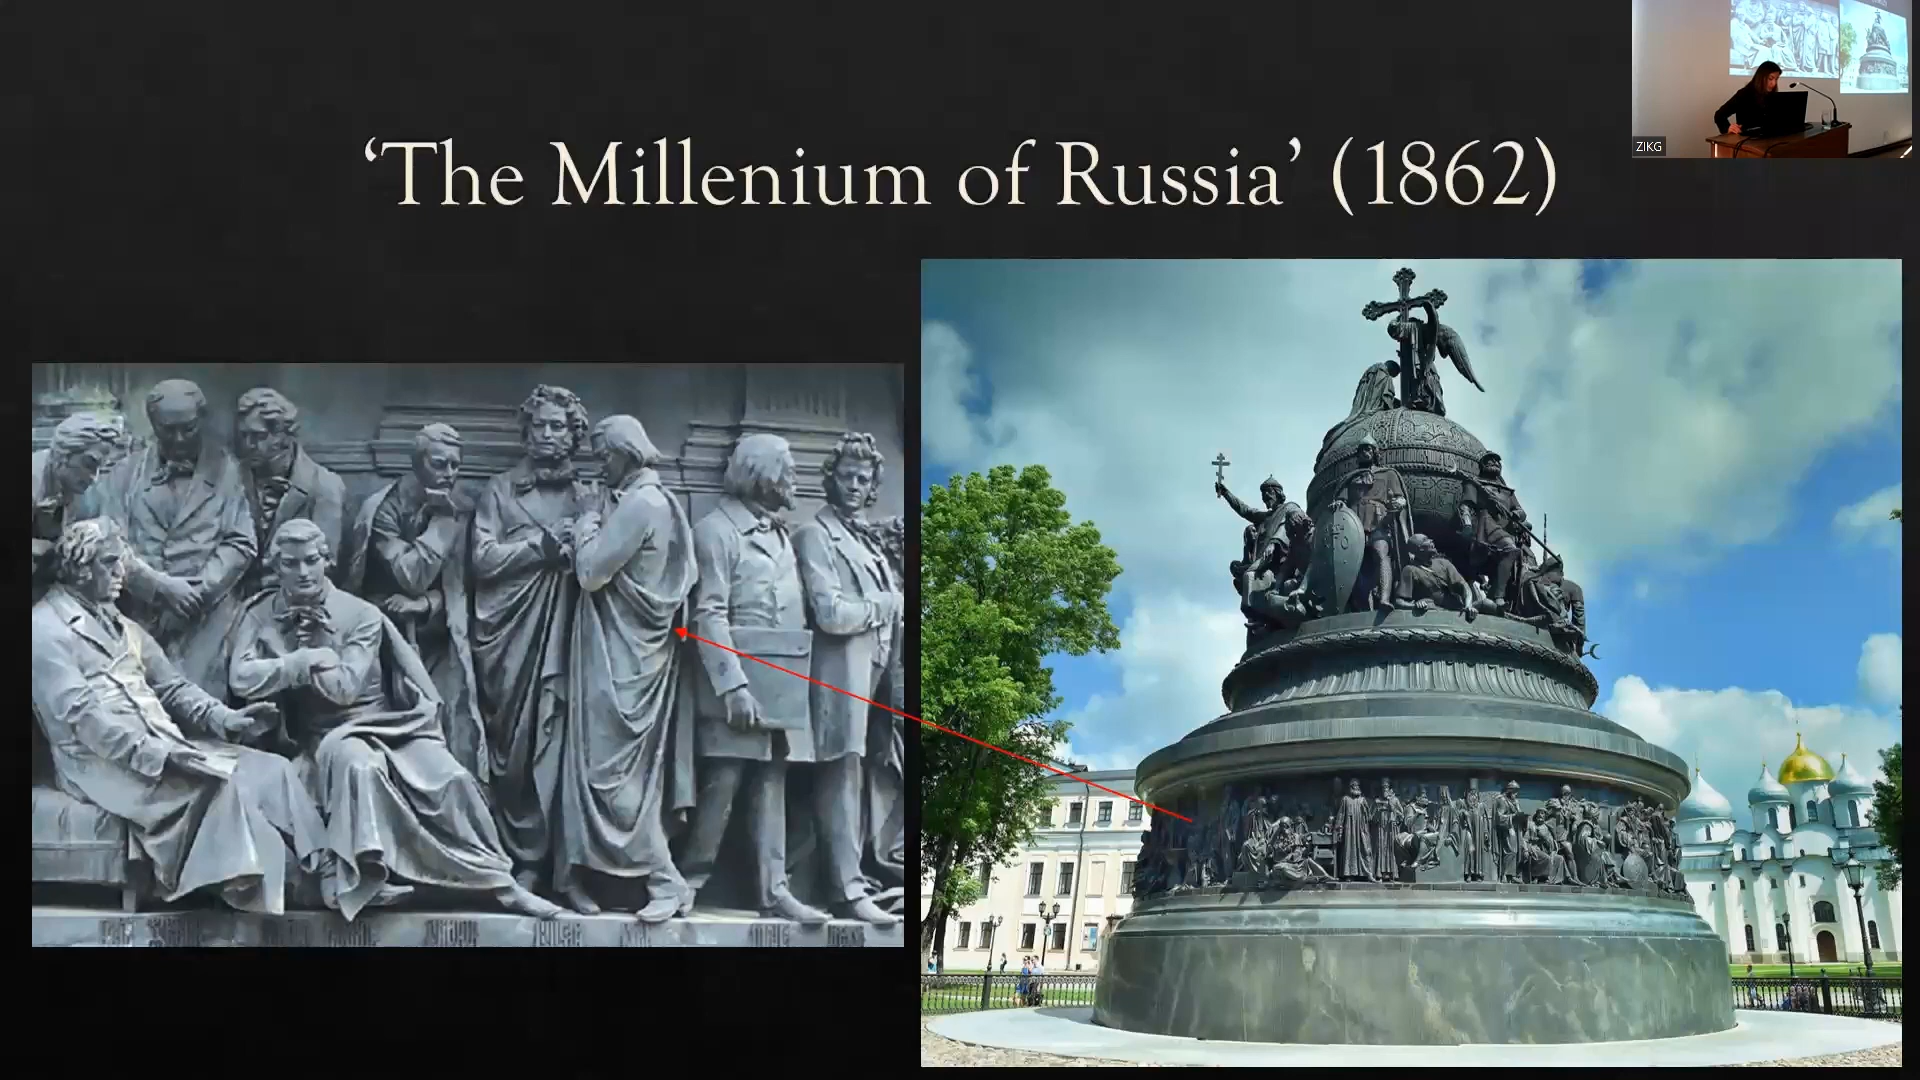 ‘The Millenium of Russia’ (1862)
ZIKG